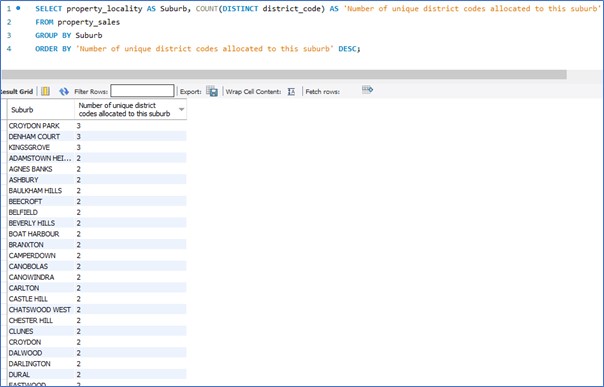 1 SELECT property_locality AS Suburb, COUNT(DISTINCT district_code) AS 'Number of unique district codes allocated to this suburb'
2 FROM property_sales
3 GROUP BY Suburb
4 ORDER BY 'Number of unique district codes allocated to this suburb' DESC;
Result Grid Filter Rows: Export: Wrap Cell Content: Fetch rows:
Suburb Number of unique district
codes allocated to this suburb
CROYDON PARK 3
DENHAM COURT 3
KINGSGROVE 3
ADAMSTOWN HEI... 2
AGNES BANKS 2
ASHBURY 2
BAULKHAM HILLS 2
BEECROFT 2
BELFIELD 2
BEVERLY HILLS 2
BOAT HARBOUR 2
BRANXTON 2
CAMPERDOWN 2
CANOBOLAS 2
CANOWINDRA 2
CARLTON 2
CASTLE HILL 2
CHATSWOOD WEST 2
CHESTER HILL 2
CLUNES 2
CROYDON 2
DALWOOD 2
DARLINGTON 2
DURAL 2
EASTWOOD 2